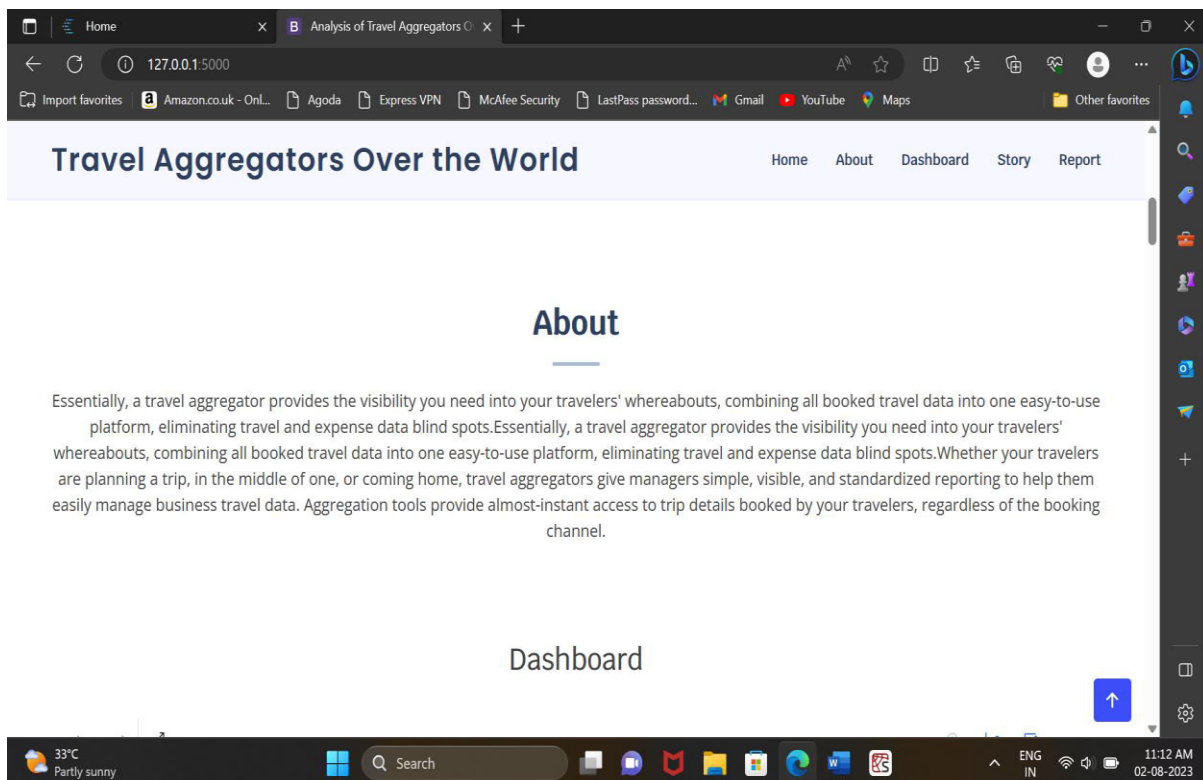 Home
Analysis of Travel Aggregators O
127.0.0.1:5000
Import favorites
Amazon.co.uk - Onl...
Agoda
Express VPN
McAfee Security
LastPass password...
Gmail
YouTube
Maps
Other favorites
Travel Aggregators Over the World
Home About Dashboard Story Report
About
Essentially, a travel aggregator provides the visibility you need into your travelers' whereabouts, combining all booked travel data into one easy-to-use
platform, eliminating travel and expense data blind spots.Essentially, a travel aggregator provides the visibility you need into your travelers'
whereabouts, combining all booked travel data into one easy-to-use platform, eliminating travel and expense data blind spots.Whether your travelers
are planning a trip, in the middle of one, or coming home, travel aggregators give managers simple, visible, and standardized reporting to help them
easily manage business travel data. Aggregation tools provide almost-instant access to trip details booked by your travelers, regardless of the booking
channel.
Dashboard
33°C
Partly sunny
Search
ENG
IN
11:12 AM
02-08-2023